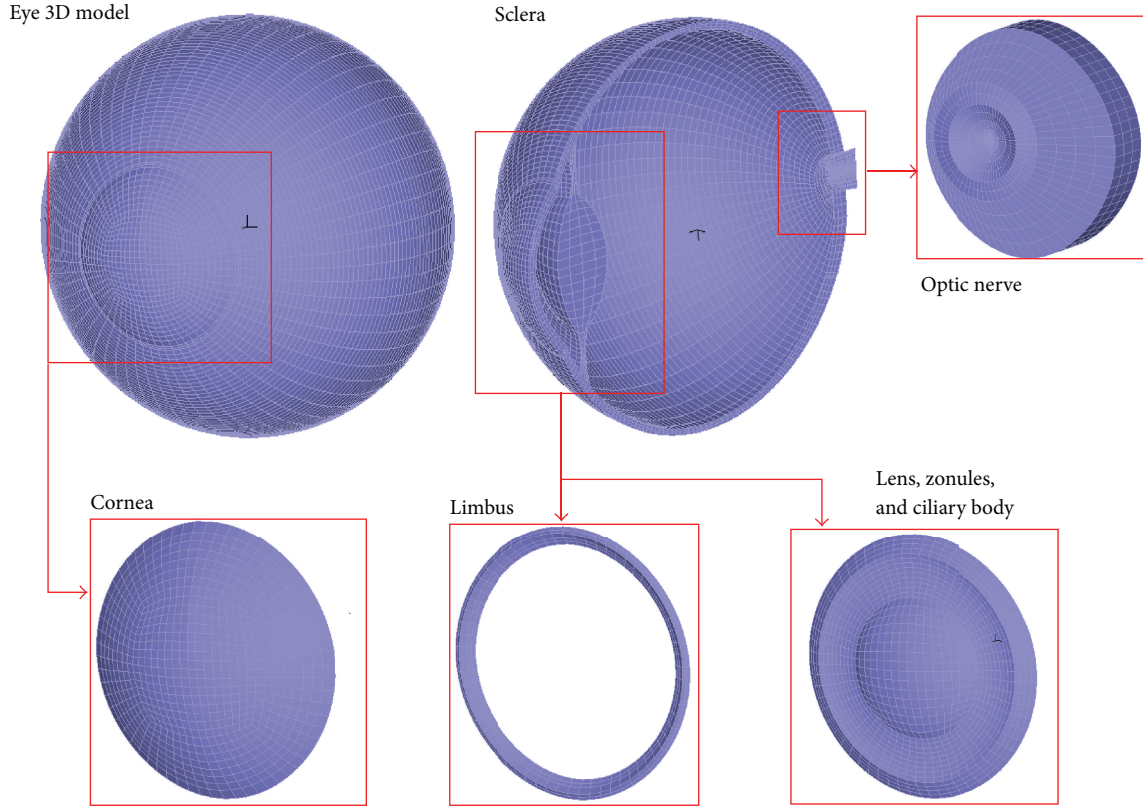 Eye 3D model
Sclera
Optic nerve
Cornea
Limbus
Lens, zonules,
and ciliary body